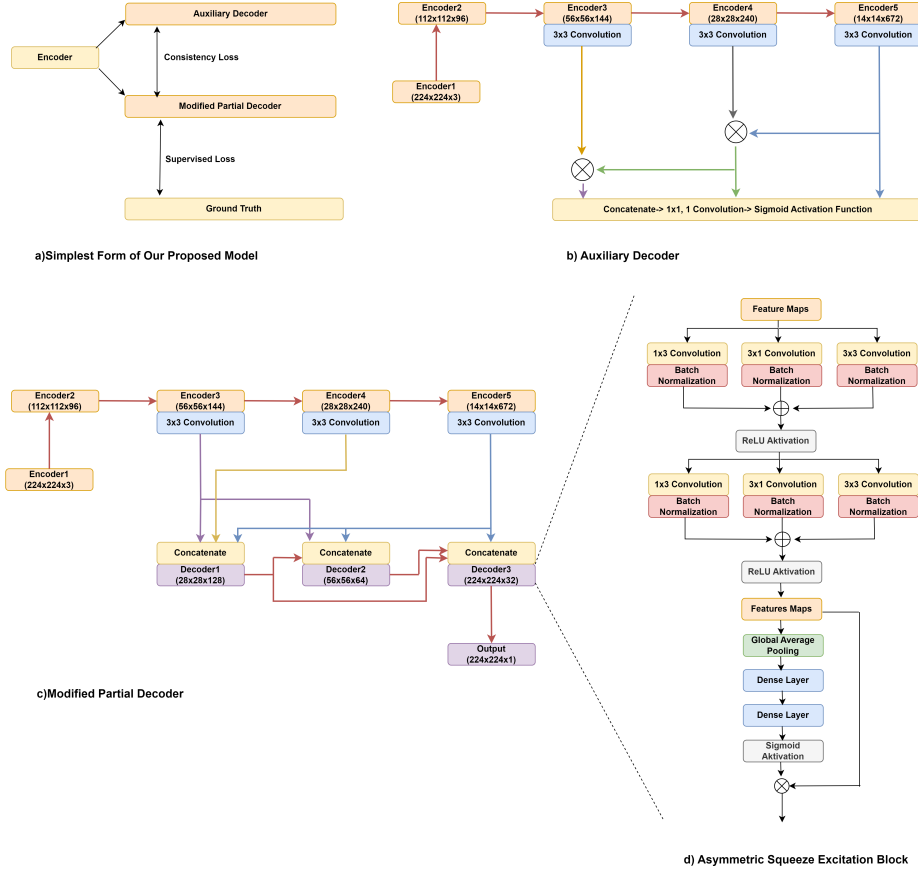 Auxiliary Decoder
Encoder
Consistency Loss
Modified Partial Decoder
Supervised Loss
Ground Truth
a)Simplest Form of Our Proposed Model
Encoder2
(112x112x96)
Encoder3
(56x56x144)
3x3 Convolution
Encoder4
(28x28x240)
3x3 Convolution
Encoder5
(14x14x672)
3x3 Convolution
Encoder1
(224x224x3)
Concatenate-> 1x1, 1 Convolution-> Sigmoid Activation Function
b) Auxiliary Decoder
Encoder2
(112x112x96)
Encoder3
(56x56x144)
3x3 Convolution
Encoder4
(28x28x240)
3x3 Convolution
Encoder5
(14x14x672)
3x3 Convolution
Encoder1
(224x224x3)
Concatenate
Decoder1
(28x28x128)
Concatenate
Decoder2
(56x56x64)
Concatenate
Decoder3
(224x224x32)
Output
(224x224x1)
c)Modified Partial Decoder
Feature Maps
1x3 Convolution
Batch
Normalization
3x1 Convolution
Batch
Normalization
3x3 Convolution
Batch
Normalization
ReLU Aktivation
1x3 Convolution
Batch
Normalization
3x1 Convolution
Batch
Normalization
3x3 Convolution
Batch
Normalization
ReLU Aktivation
Features Maps
Global Average
Pooling
Dense Layer
Dense Layer
Sigmoid
Aktivation
d) Asymmetric Squeeze Excitation Block